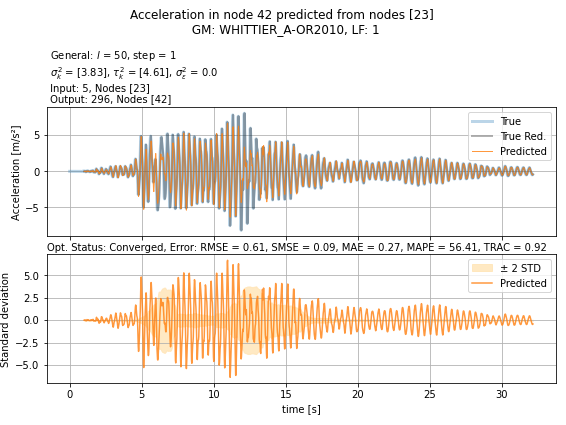 Acceleration in node 42 predicted from nodes [23]
GM: WHITTIER_A-OR2010, LF: 1
General: l = 50, step = 1
σ²ₖ = [3.83], τ²ₖ = [4.61], σ²ε = 0.0
Input: 5, Nodes [23]
Output: 296, Nodes [42]
Acceleration [m/s²]
5
0
−5
True
True Red.
Predicted
Opt. Status: Converged, Error: RMSE = 0.61, SMSE = 0.09, MAE = 0.27, MAPE = 56.41, TRAC = 0.92
Standard deviation
5.0
2.5
0.0
−2.5
−5.0
± 2 STD
Predicted
0 5 10 15 20 25 30
time [s]